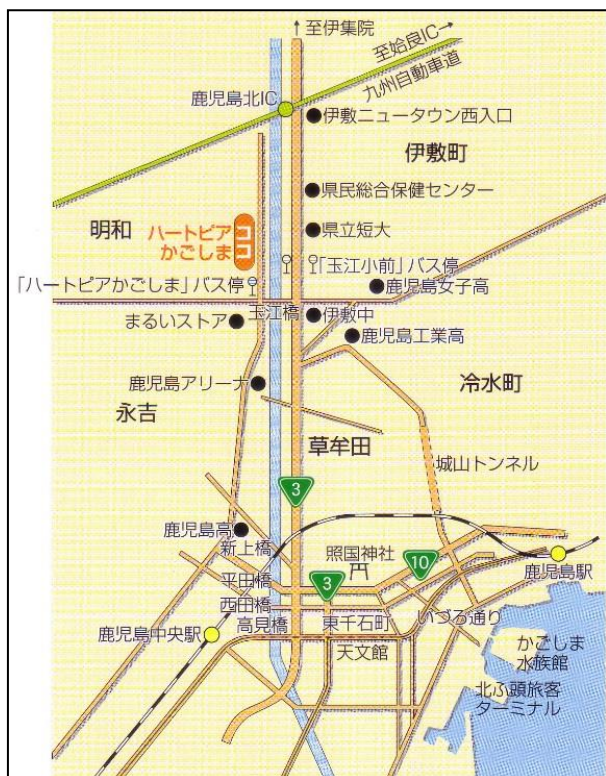 ↑至伊集院
至姶良IC→
九州自動車道
鹿児島北IC
伊敷ニュータウン西入口
伊敷町
県民総合保健センター
明和
ハートピア
かごしま
ココ
県立短大
「玉江小前」バス停
「ハートピアかごしま」バス停
鹿児島女子高
玉江橋
まるいストア
伊敷中
鹿児島工業高
鹿児島アリーナ
冷水町
永吉
草牟田
城山トンネル
3
鹿児島高
新上橋
照国神社
10
鹿児島駅
平田橋
3
西田橋
いづろ通り
鹿児島中央駅
高見橋
東千石町
天文館
かごしま
水族館
北ふ頭旅客
ターミナル